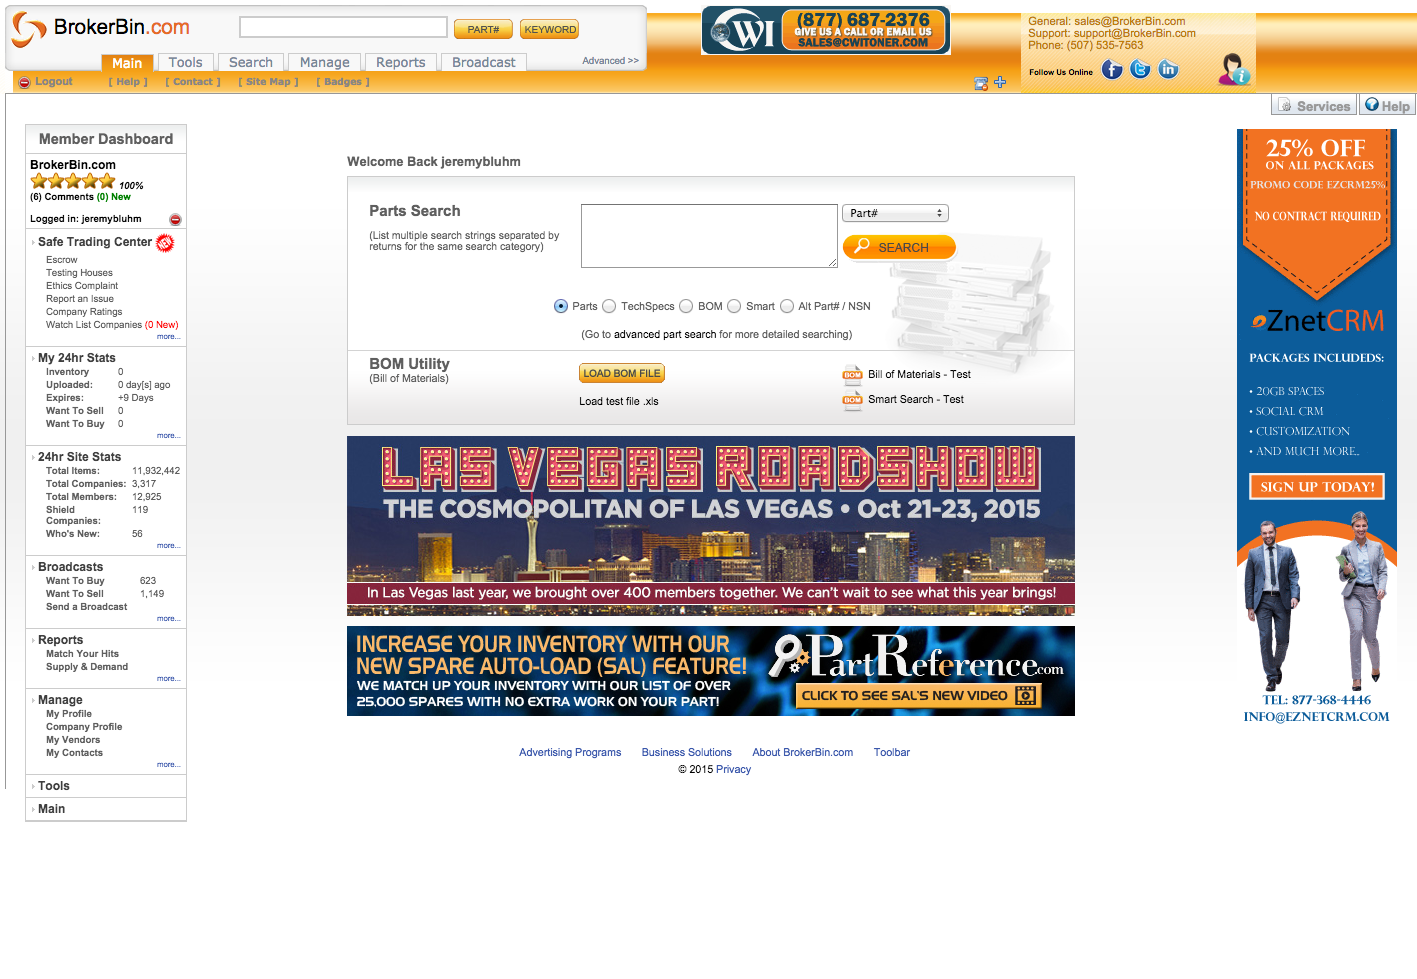 BrokerBin.com
PART#
KEYWORD
Main
Tools
Search
Manage
Reports
Broadcast
Advanced >>
Logout
[ Help ]
[ Contact ]
[ Site Map ]
[ Badges ]
CWI
(877) 687-2376
GIVE US A CALL OR EMAIL US
SALES@CWITONER.COM
General: sales@BrokerBin.com
Support: support@BrokerBin.com
Phone: (507) 535-7563
Follow Us Online
Services
Help
Member Dashboard
BrokerBin.com
100%
(6) Comments (0) New
Logged in: jeremybluhm
Safe Trading Center
Escrow
Testing Houses
Ethics Complaint
Report an Issue
Company Ratings
Watch List Companies (0 New)
more...
My 24hr Stats
Inventory 0
Uploaded: 0 day[s] ago
Expires: +9 Days
Want To Sell 0
Want To Buy 0
more...
24hr Site Stats
Total Items: 11,932,442
Total Companies: 3,317
Total Members: 12,925
Shield 119
Companies:
Who's New: 56
more...
Broadcasts
Want To Buy 623
Want To Sell 1,149
Send a Broadcast
more...
Reports
Match Your Hits
Supply & Demand
more...
Manage
My Profile
Company Profile
My Vendors
My Contacts
more...
Tools
Main
Welcome Back jeremybluhm
Parts Search
(List multiple search strings separated by
returns for the same search category)
Part#
SEARCH
Parts
TechSpecs
BOM
Smart
Alt Part# / NSN
(Go to advanced part search for more detailed searching)
BOM Utility
(Bill of Materials)
LOAD BOM FILE
Load test file .xls
BOM
Bill of Materials - Test
BOM
Smart Search - Test
LAS VEGAS ROADSHOW
THE COSMOPOLITAN OF LAS VEGAS • Oct 21-23, 2015
In Las Vegas last year, we brought over 400 members together. We can't wait to see what this year brings!
INCREASE YOUR INVENTORY WITH OUR
NEW SPARE AUTO-LOAD (SAL) FEATURE!
WE MATCH UP YOUR INVENTORY WITH OUR LIST OF OVER
25,000 SPARES WITH NO EXTRA WORK ON YOUR PART!
PartReference.com
CLICK TO SEE SAL'S NEW VIDEO
Advertising Programs
Business Solutions
About BrokerBin.com
Toolbar
© 2015 Privacy
25% OFF
ON ALL PACKAGES
PROMO CODE EZCRM25%
NO CONTRACT REQUIRED
eZnetCRM
PACKAGES INCLUDEDS:
• 20GB SPACES
• SOCIAL CRM
• CUSTOMIZATION
• AND MUCH MORE..
SIGN UP TODAY!
TEL: 877-368-4446
INFO@EZNETCRM.COM